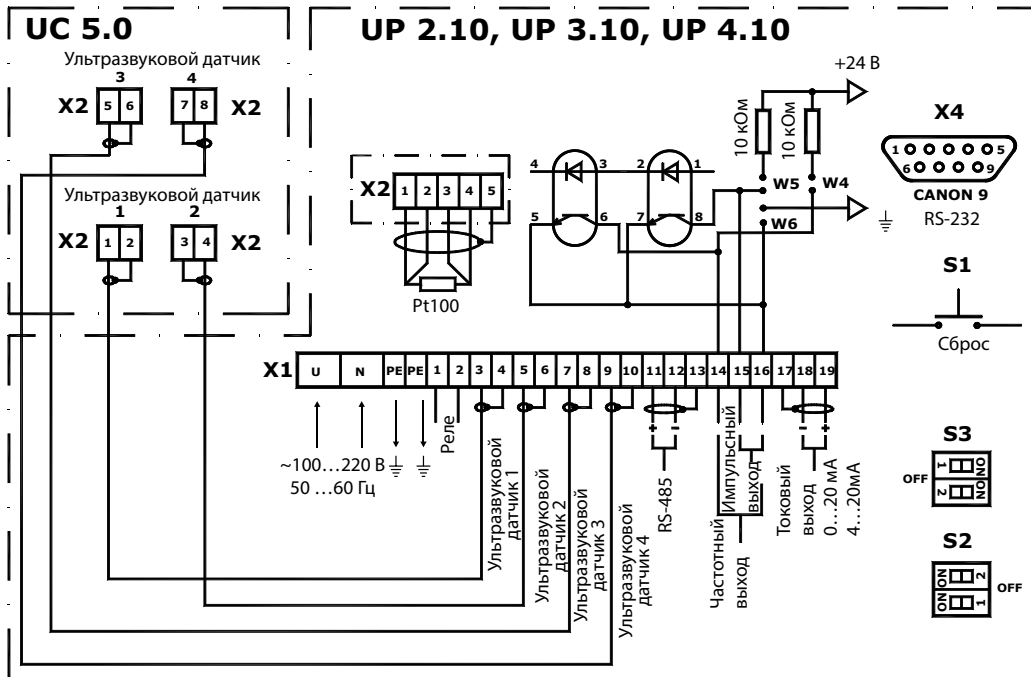 UC 5.0
UP 2.10, UP 3.10, UP 4.10
Ультразвуковой датчик
3 4
X2 5 6 7 8 X2
Ультразвуковой датчик
1 2
X2 1 2 3 4 X2
X2 1 2 3 4 5
Pt100
4 3 2 1
5 6 7 8
+24 В
10 кОм
10 кОм
W5 W4
W6
X4
1 5
6 9
CANON 9
RS-232
S1
Сброс
X1 U N PE PE 1 2 3 4 5 6 7 8 9 10 11 12 13 14 15 16 17 18 19
~100...220 В
50 ...60 Гц
Реле
Ультразвуковой
датчик 1
Ультразвуковой
датчик 2
Ультразвуковой
датчик 3
Ультразвуковой
датчик 4
+ -
RS-485
Частотный
выход
Импульсный
выход
- +
Токовый
выход
0...20 мА
4...20мА
S3
OFF
1 ON
2 ON
S2
ON 2
ON 1
OFF